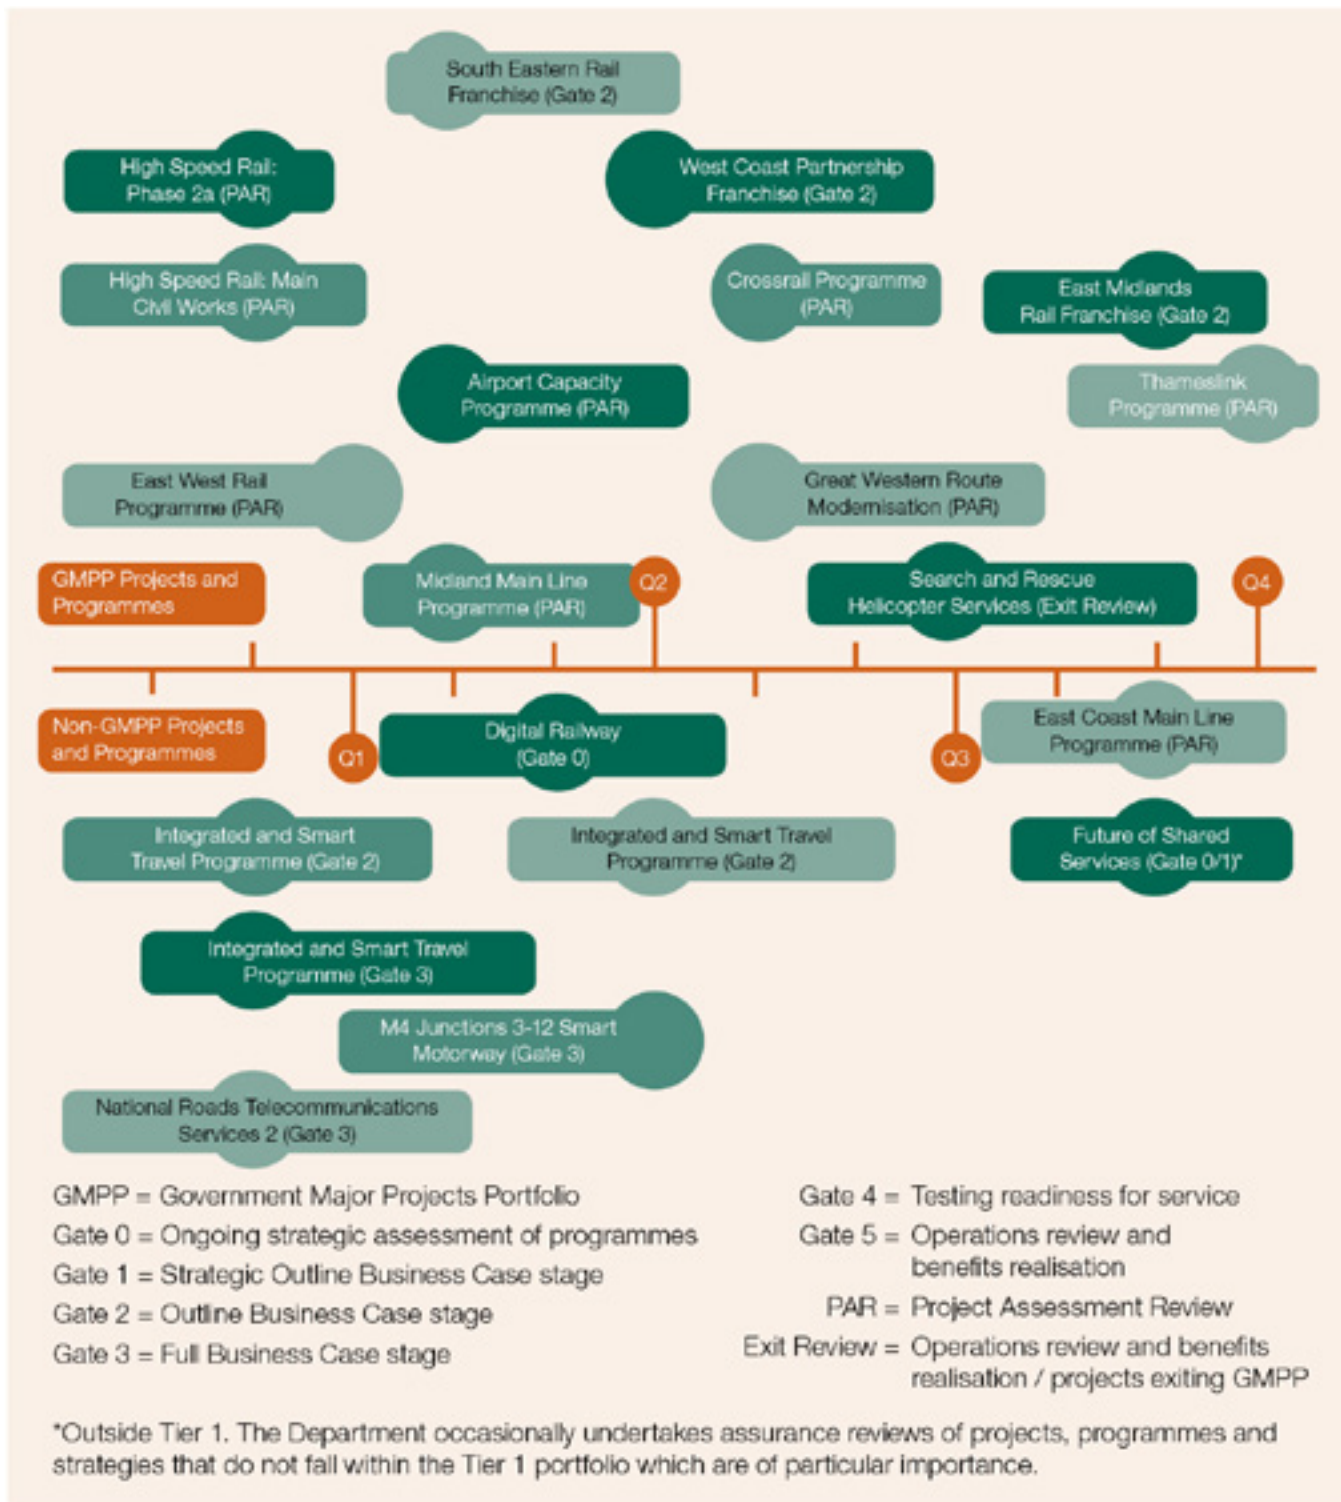 South Eastern Rail
Franchise (Gate 2)
High Speed Rail:
Phase 2a (PAR)
West Coast Partnership
Franchise (Gate 2)
High Speed Rail: Main
Civil Works (PAR)
Crossrail Programme
(PAR)
East Midlands
Rail Franchise (Gate 2)
Airport Capacity
Programme (PAR)
Thameslink
Programme (PAR)
East West Rail
Programme (PAR)
Great Western Route
Modernisation (PAR)
GMPP Projects and
Programmes
Midland Main Line
Programme (PAR)
Q2
Search and Rescue
Helicopter Services (Exit Review)
Q4
Non-GMPP Projects
and Programmes
Q1
Digital Railway
(Gate 0)
Q3
East Coast Main Line
Programme (PAR)
Integrated and Smart
Travel Programme (Gate 2)
Integrated and Smart Travel
Programme (Gate 2)
Future of Shared
Services (Gate 0/1)*
Integrated and Smart Travel
Programme (Gate 3)
M4 Junctions 3-12 Smart
Motorway (Gate 3)
National Roads Telecommunications
Services 2 (Gate 3)
GMPP = Government Major Projects Portfolio
Gate 0 = Ongoing strategic assessment of programmes
Gate 1 = Strategic Outline Business Case stage
Gate 2 = Outline Business Case stage
Gate 3 = Full Business Case stage
Gate 4 = Testing readiness for service
Gate 5 = Operations review and
benefits realisation
PAR = Project Assessment Review
Exit Review = Operations review and benefits
realisation / projects exiting GMPP
*Outside Tier 1. The Department occasionally undertakes assurance reviews of projects, programmes and
strategies that do not fall within the Tier 1 portfolio which are of particular importance.